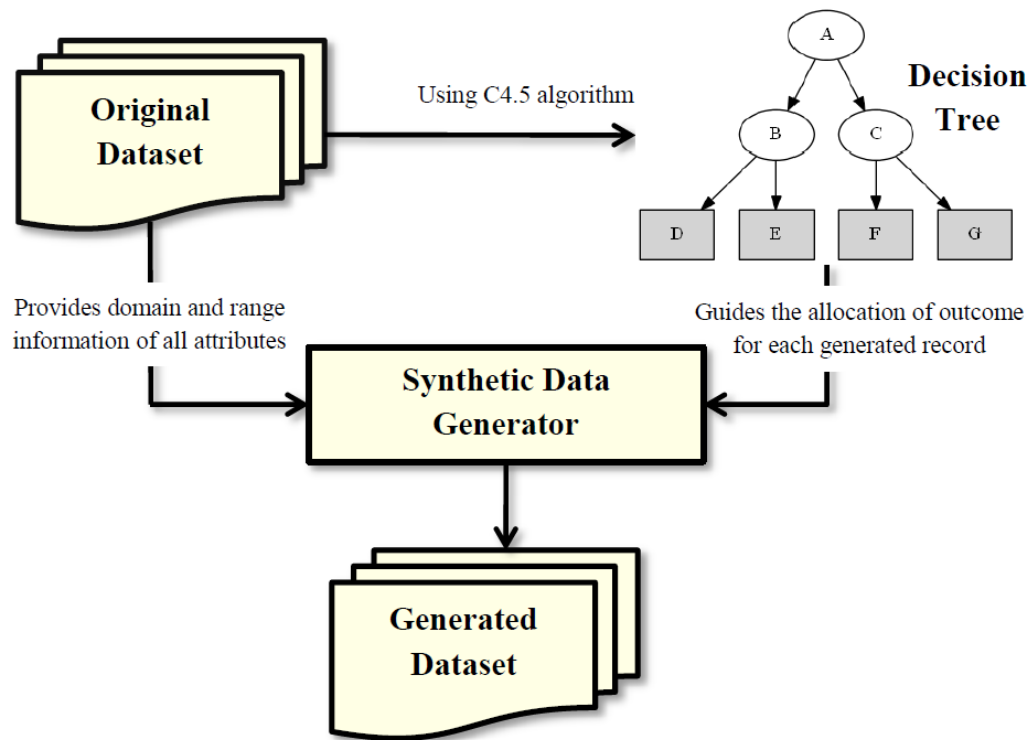 Original
Dataset
Using C4.5 algorithm
A
B
C
D
E
F
G
Decision
Tree
Provides domain and range
information of all attributes
Guides the allocation of outcome
for each generated record
Synthetic Data
Generator
Generated
Dataset